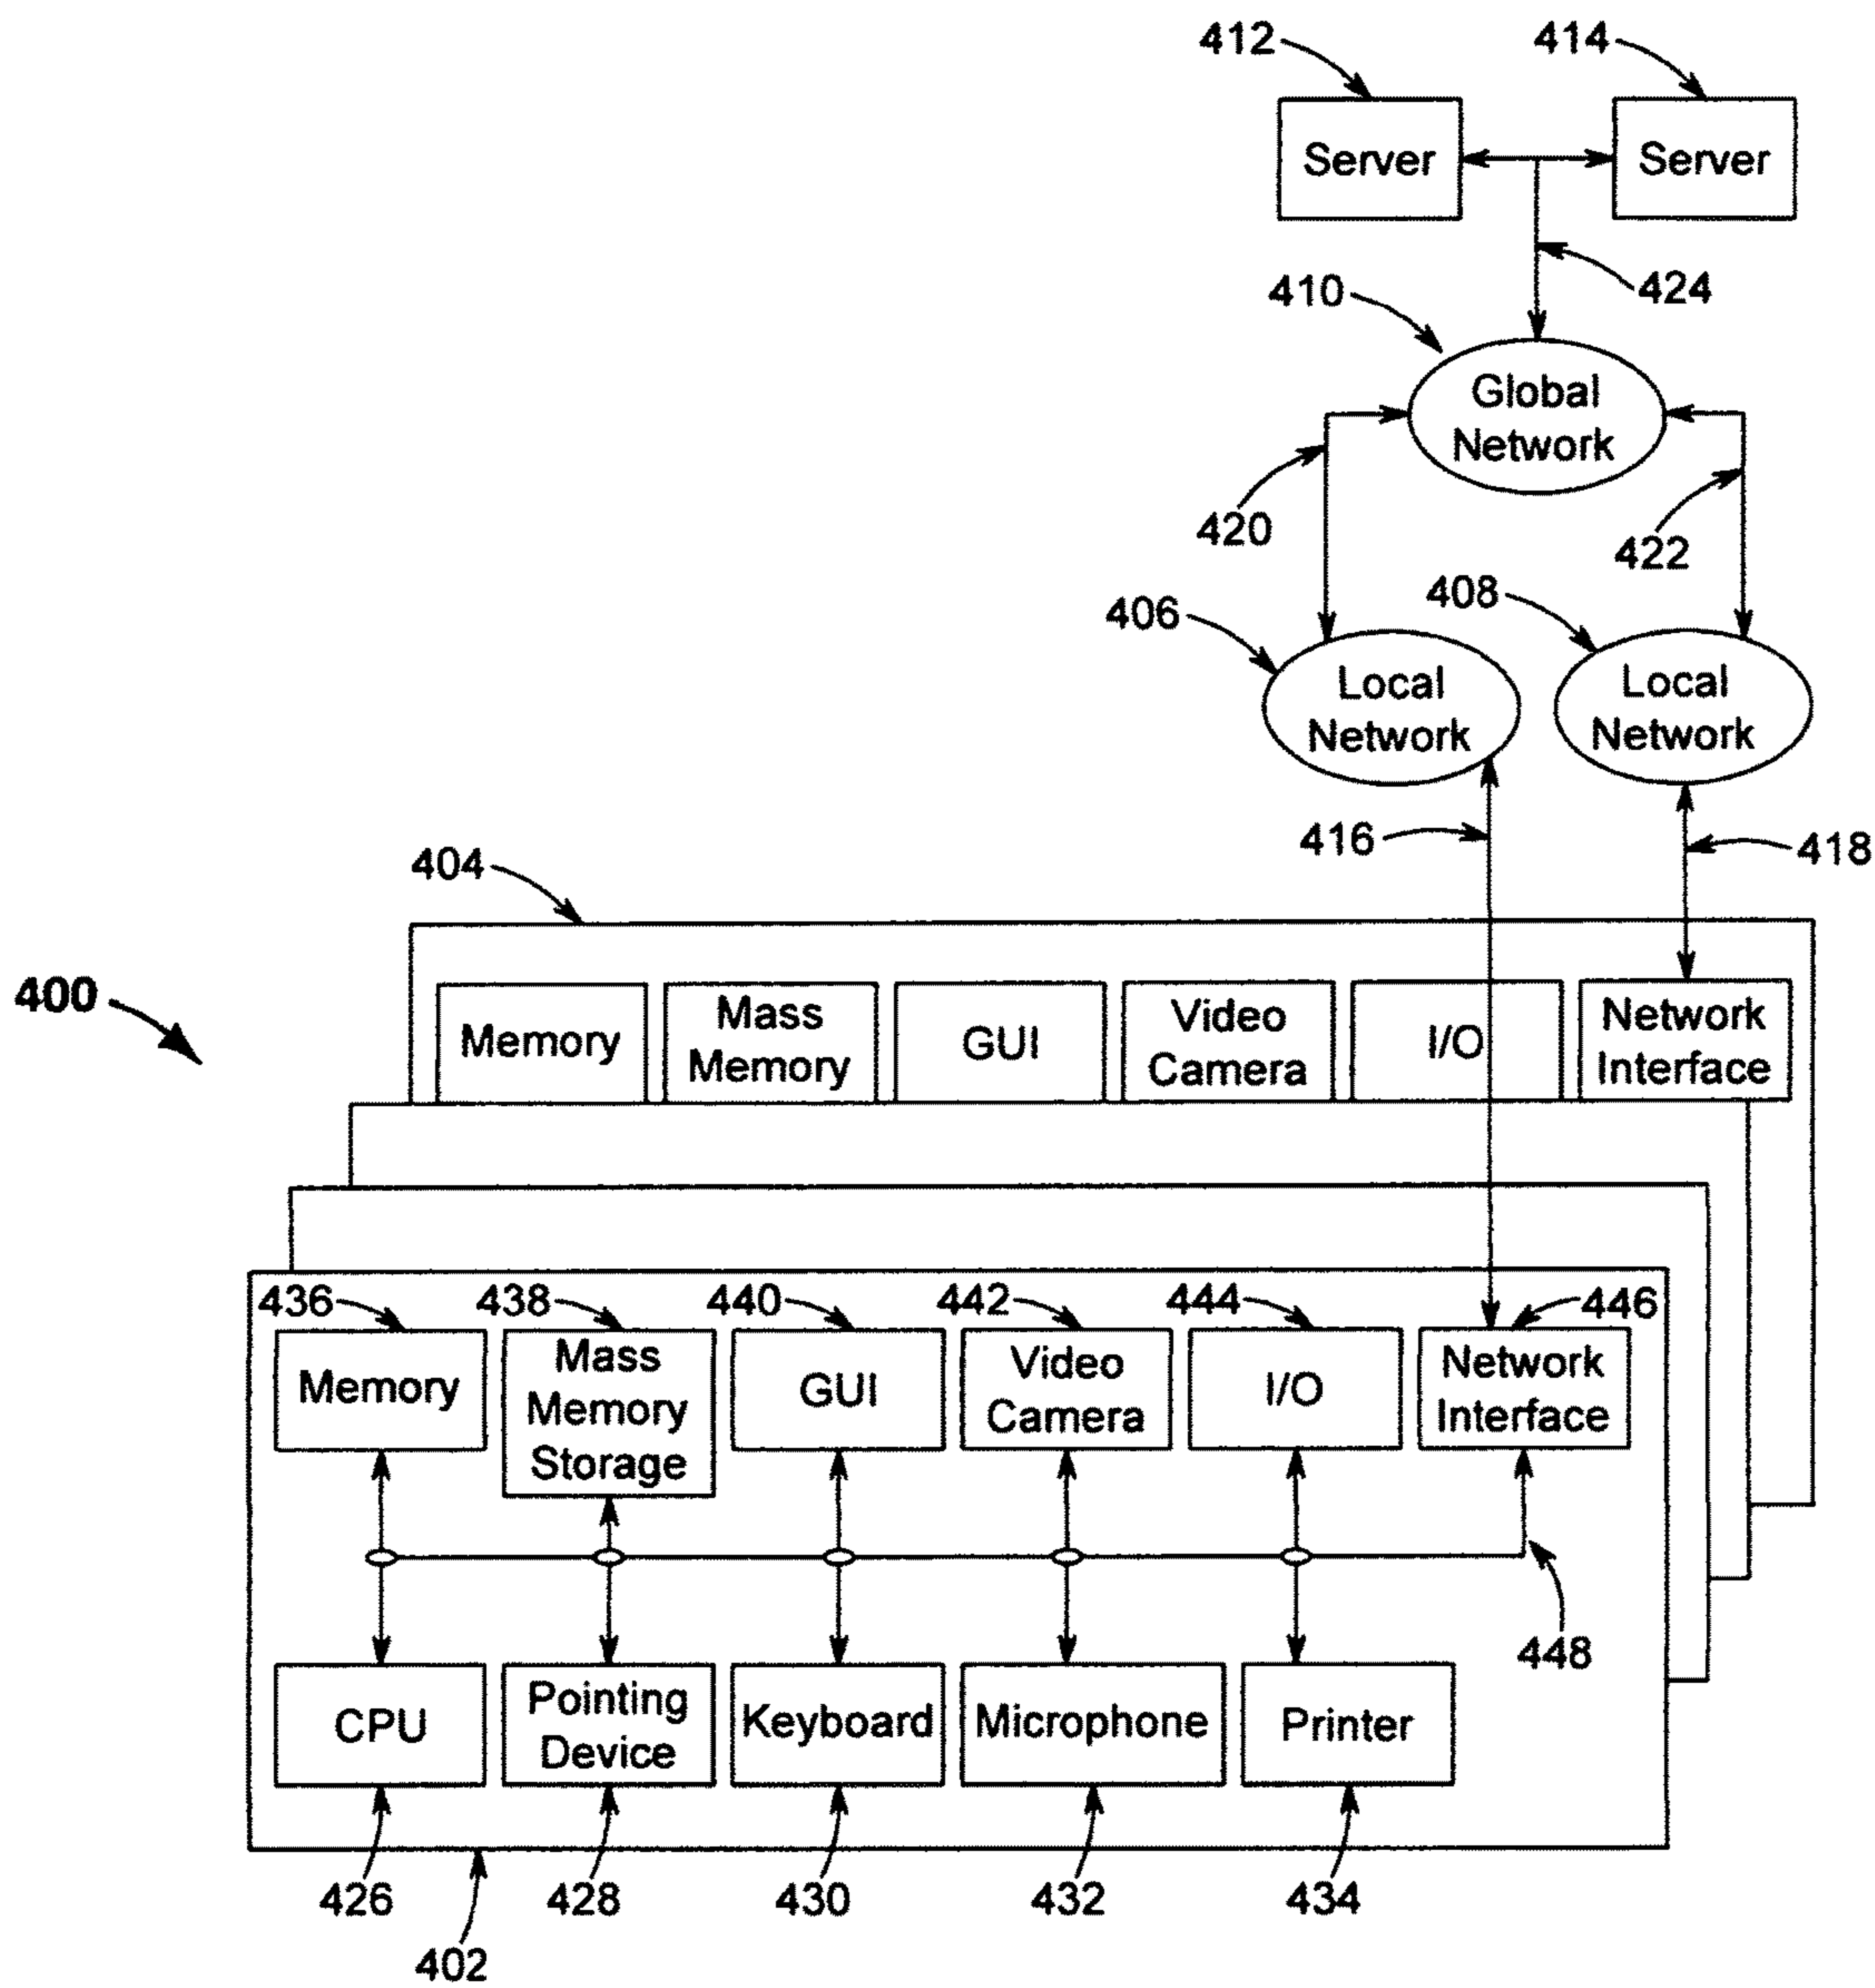 412
414
Server
Server
424
410
Global
Network
420
422
406
408
Local
Network
Local
Network
416
418
404
400
Memory
Mass
Memory
GUI
Video
Camera
I/O
Network
Interface
436
438
440
442
444
446
Memory
Mass
Memory
Storage
GUI
Video
Camera
I/O
Network
Interface
448
CPU
Pointing
Device
Keyboard
Microphone
Printer
426
428
430
432
434
402